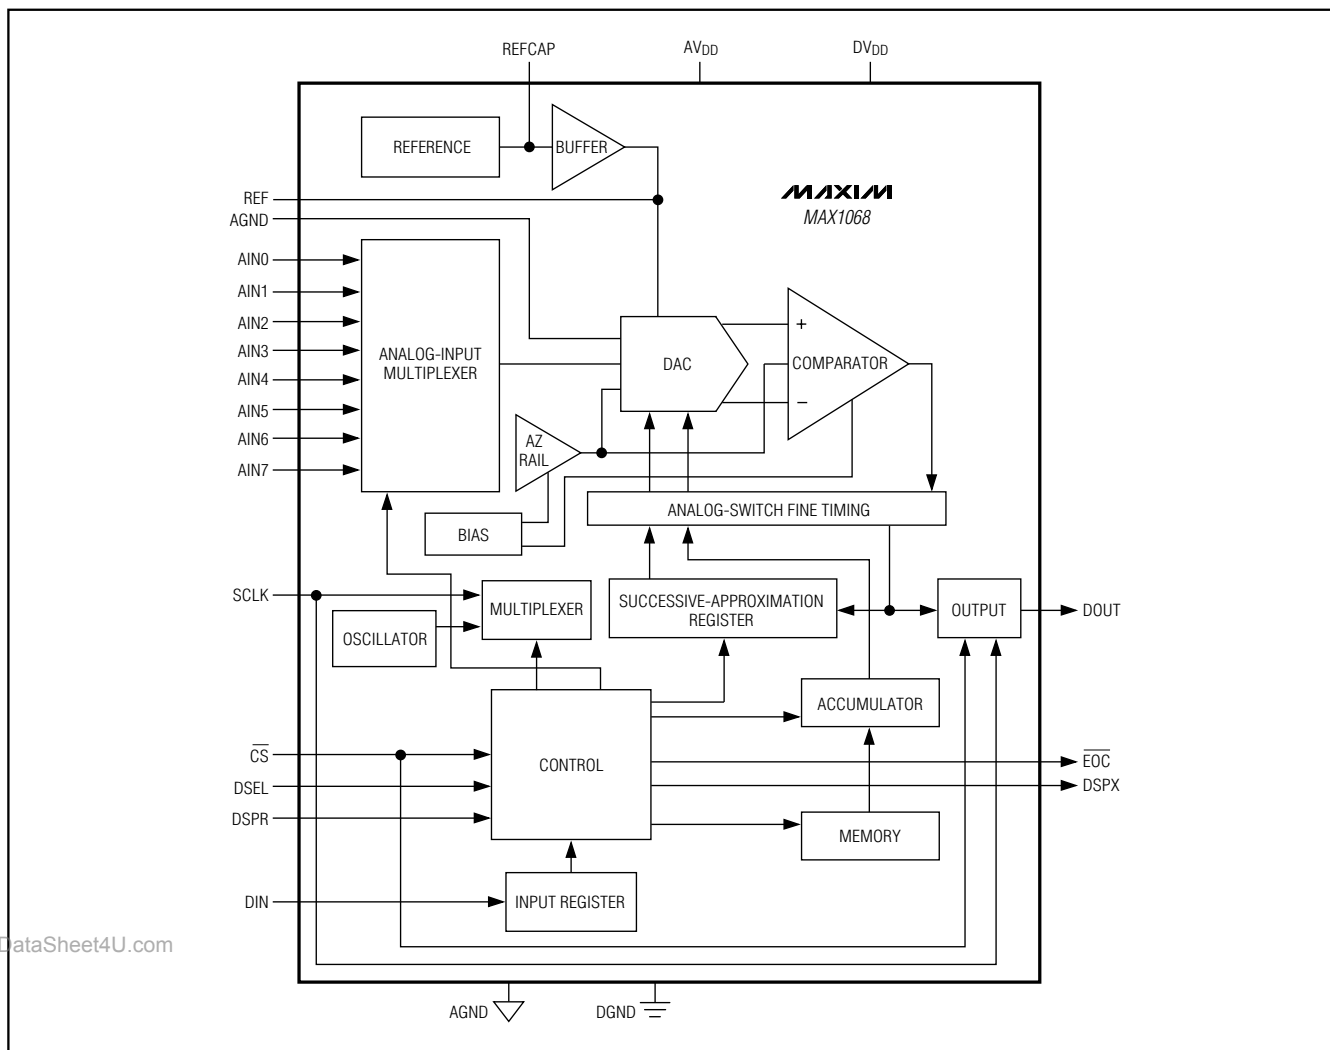 REFCAP
AVDD
DVDD
REFERENCE
BUFFER
REF
AGND
MAXIM
MAX1068
AIN0
AIN1
AIN2
AIN3
AIN4
AIN5
AIN6
AIN7
ANALOG-INPUT
MULTIPLEXER
DAC
+
COMPARATOR
−
AZ
RAIL
ANALOG-SWITCH FINE TIMING
BIAS
SCLK
MULTIPLEXER
SUCCESSIVE-APPROXIMATION
REGISTER
OUTPUT
DOUT
OSCILLATOR
ACCUMULATOR
CS
CONTROL
EOC
DSEL
DSPX
DSPR
MEMORY
DIN
INPUT REGISTER
DataSheet4U.com
AGND
DGND